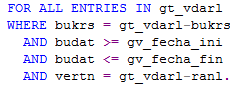 FOR ALL ENTRIES IN gt_vdarl
WHERE bukrs = gt_vdarl-bukrs
AND budat >= gv_fecha_ini
AND budat <= gv_fecha_fin
AND vertn = gt_vdarl-ranl.